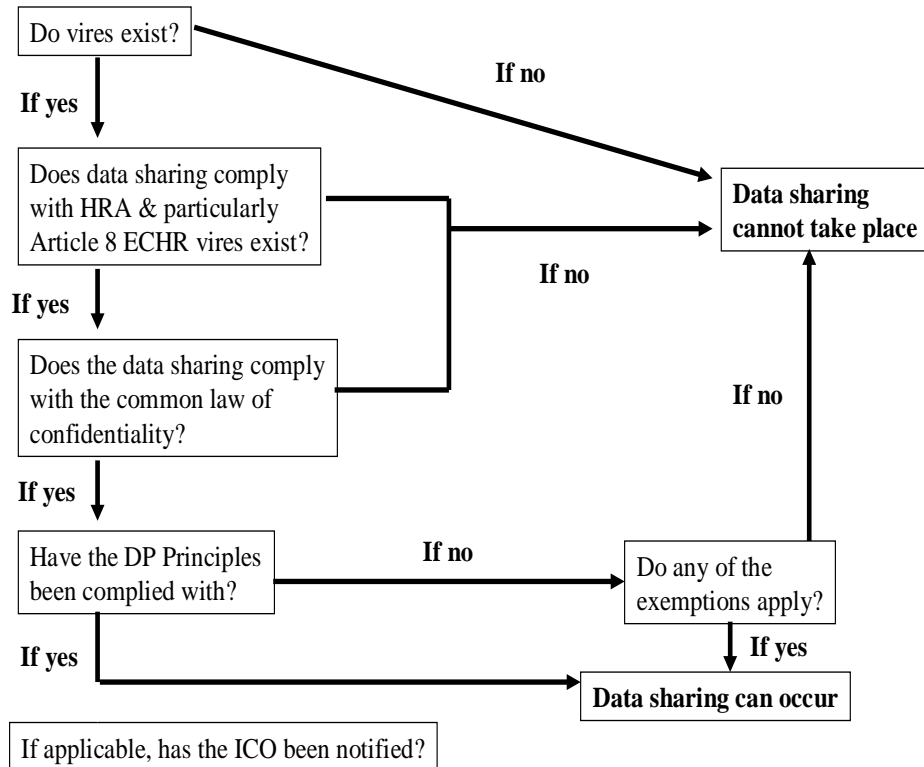 Do vires exist?
If no
If yes
Does data sharing comply
with HRA & particularly
Article 8 ECHR vires exist?
Data sharing
cannot take place
If no
If yes
Does the data sharing comply
with the common law of
confidentiality?
If no
If yes
Have the DP Principles
been complied with?
If no
Do any of the
exemptions apply?
If yes
If yes
Data sharing can occur
If applicable, has the ICO been notified?